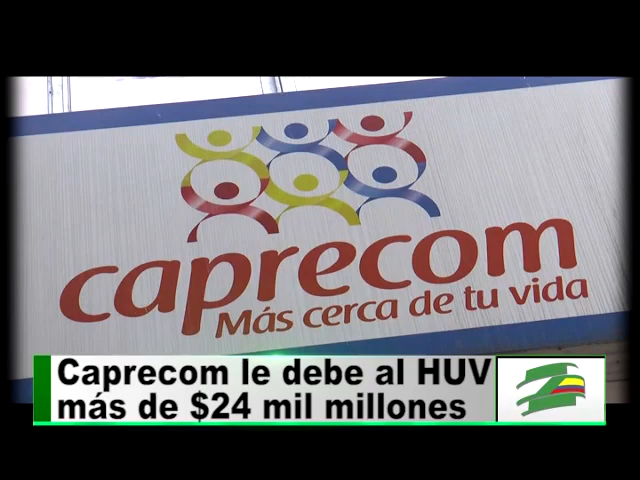 caprecom
Más cerca de tu vida
Caprecom le debe al HUV
más de $24 mil millones